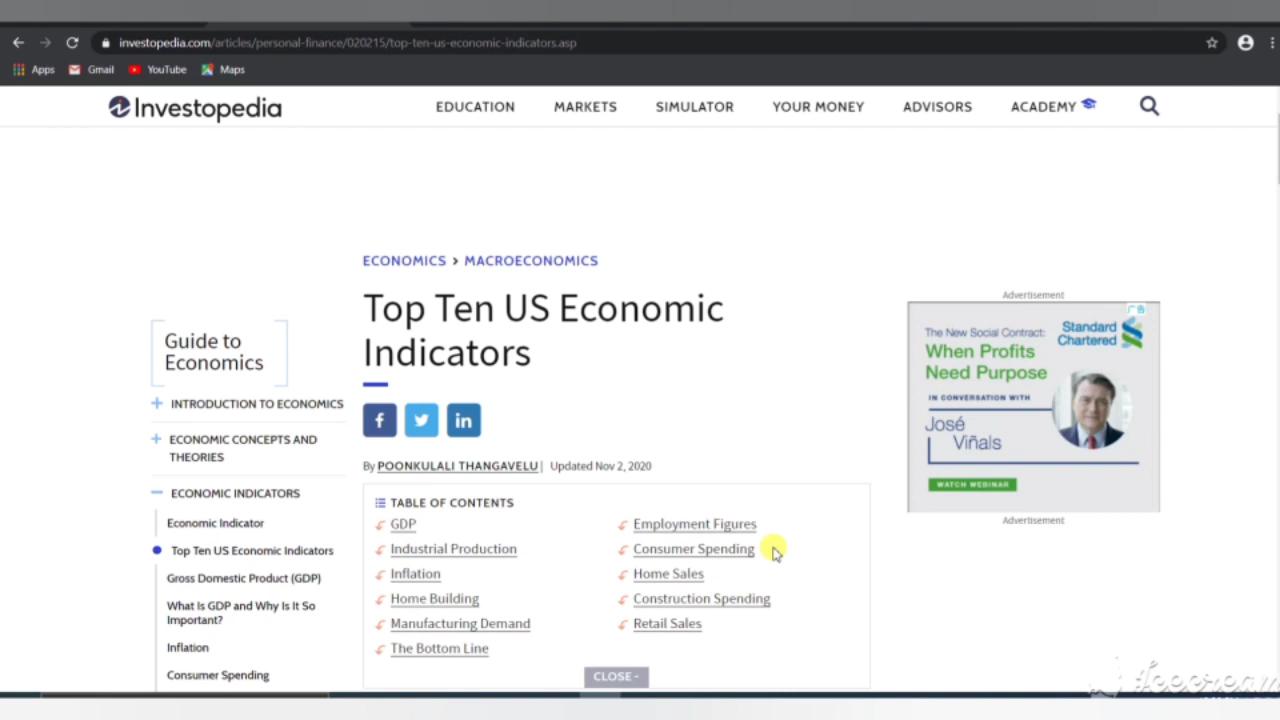 investopedia.com/articles/personal-finance/020215/top-ten-us-economic-indicators.asp
Apps Gmail YouTube Maps
Investopedia
EDUCATION MARKETS SIMULATOR YOUR MONEY ADVISORS ACADEMY
ECONOMICS > MACROECONOMICS
Top Ten US Economic
Indicators
By POONKULALI THANGAVELU | Updated Nov 2, 2020
Guide to
Economics
+ INTRODUCTION TO ECONOMICS
+ ECONOMIC CONCEPTS AND
THEORIES
− ECONOMIC INDICATORS
Economic Indicator
Top Ten US Economic Indicators
Gross Domestic Product (GDP)
What Is GDP and Why Is It So
Important?
Inflation
Consumer Spending
TABLE OF CONTENTS
GDP
Industrial Production
Inflation
Home Building
Manufacturing Demand
The Bottom Line
Employment Figures
Consumer Spending
Home Sales
Construction Spending
Retail Sales
CLOSE -
Advertisement
广告
The New Social Contract:
When Profits
Need Purpose
Standard
Chartered
IN CONVERSATION WITH
José
Viñals
WATCH WEBINAR
Advertisement